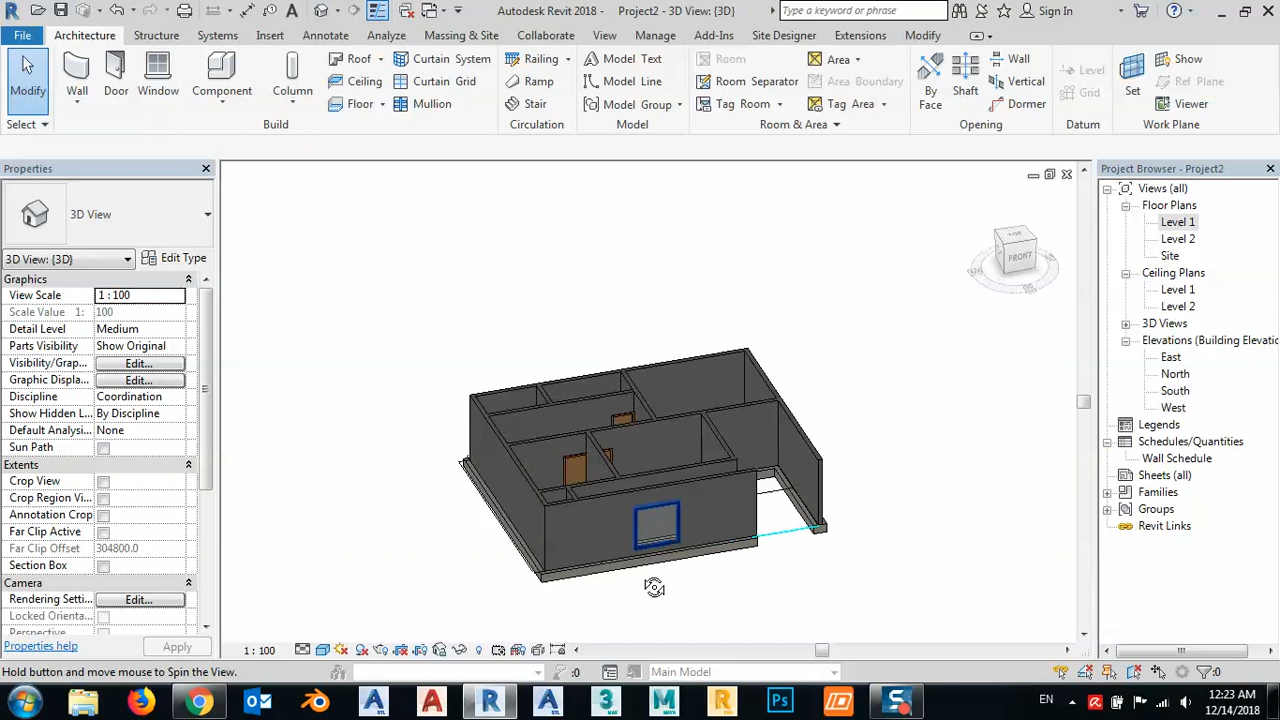 Autodesk Revit 2018 - Project2 - 3D View: {3D}
Type a keyword or phrase
Sign In
File Architecture Structure Systems Insert Annotate Analyze Massing & Site Collaborate View Manage Add-Ins Site Designer Extensions Modify
Modify
Wall
Door
Window
Component
Column
Roof
Ceiling
Floor
Curtain System
Curtain Grid
Mullion
Railing
Ramp
Stair
Model Text
Model Line
Model Group
Room
Room Separator
Tag Room
Area
Area Boundary
Tag Area
By Face
Shaft
Wall
Vertical
Dormer
Level
Grid
Set
Show
Ref Plane
Viewer
Select Build Circulation Model Room & Area Opening Datum Work Plane
Properties
3D View
3D View: {3D} Edit Type
Graphics
View Scale 1 : 100
Scale Value 1: 100
Detail Level Medium
Parts Visibility Show Original
Visibility/Grap... Edit...
Graphic Displa... Edit...
Discipline Coordination
Show Hidden L... By Discipline
Default Analysi... None
Sun Path
Extents
Crop View
Crop Region Vi...
Annotation Crop
Far Clip Active
Far Clip Offset 304800.0
Section Box
Camera
Rendering Setti... Edit...
Locked Orienta...
Perspective
Properties help Apply
TOP
FRONT
Project Browser - Project2
Views (all)
Floor Plans
Level 1
Level 2
Site
Ceiling Plans
Level 1
Level 2
3D Views
Elevations (Building Elevatio
East
North
South
West
Legends
Schedules/Quantities
Wall Schedule
Sheets (all)
Families
Groups
Revit Links
1 : 100
Hold button and move mouse to Spin the View.
:0
Main Model
:0
EN
12:23 AM
12/14/2018